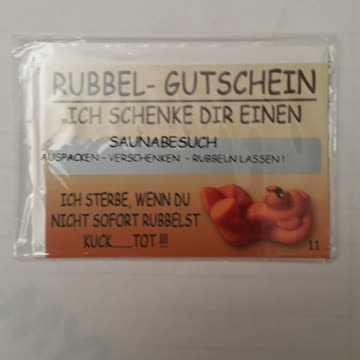 RUBBEL- GUTSCHEIN
ICH SCHENKE DIR EINEN
SAUNABESUCH
AUSPACKEN - VERSCHENKEN - RUBBELN LASSEN !
ICH STERBE, WENN DU
NICHT SOFORT RUBBELST
KUCK......TOT !!!
11